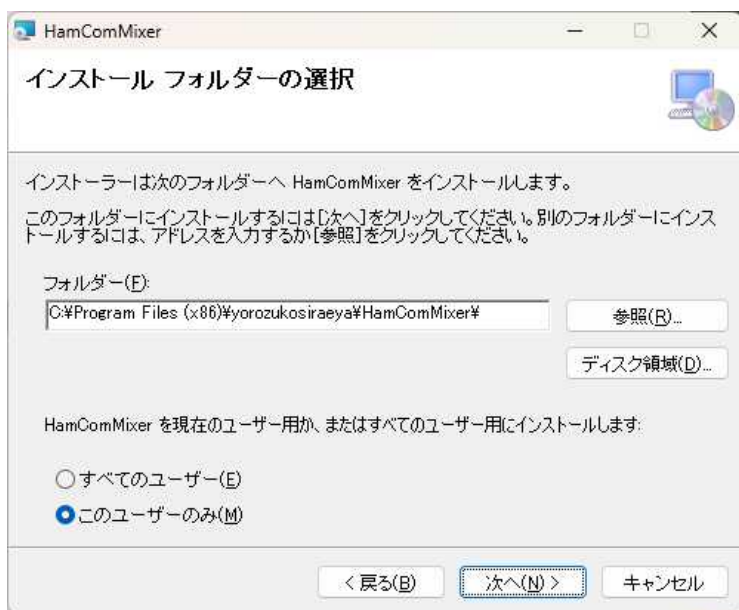 HamComMixer
インストール フォルダーの選択
インストーラーは次のフォルダーへ HamComMixer をインストールします。
このフォルダーにインストールするには[次へ]をクリックしてください。別のフォルダーにインス
トールするには、アドレスを入力するか[参照]をクリックしてください。
フォルダー(F):
C:¥Program Files (x86)¥yorozukosiraeya¥HamComMixer¥
参照(R)...
ディスク領域(D)...
HamComMixer を現在のユーザー用か、またはすべてのユーザー用にインストールします:
すべてのユーザー(E)
このユーザーのみ(M)
< 戻る(B)
次へ(N) >
キャンセル